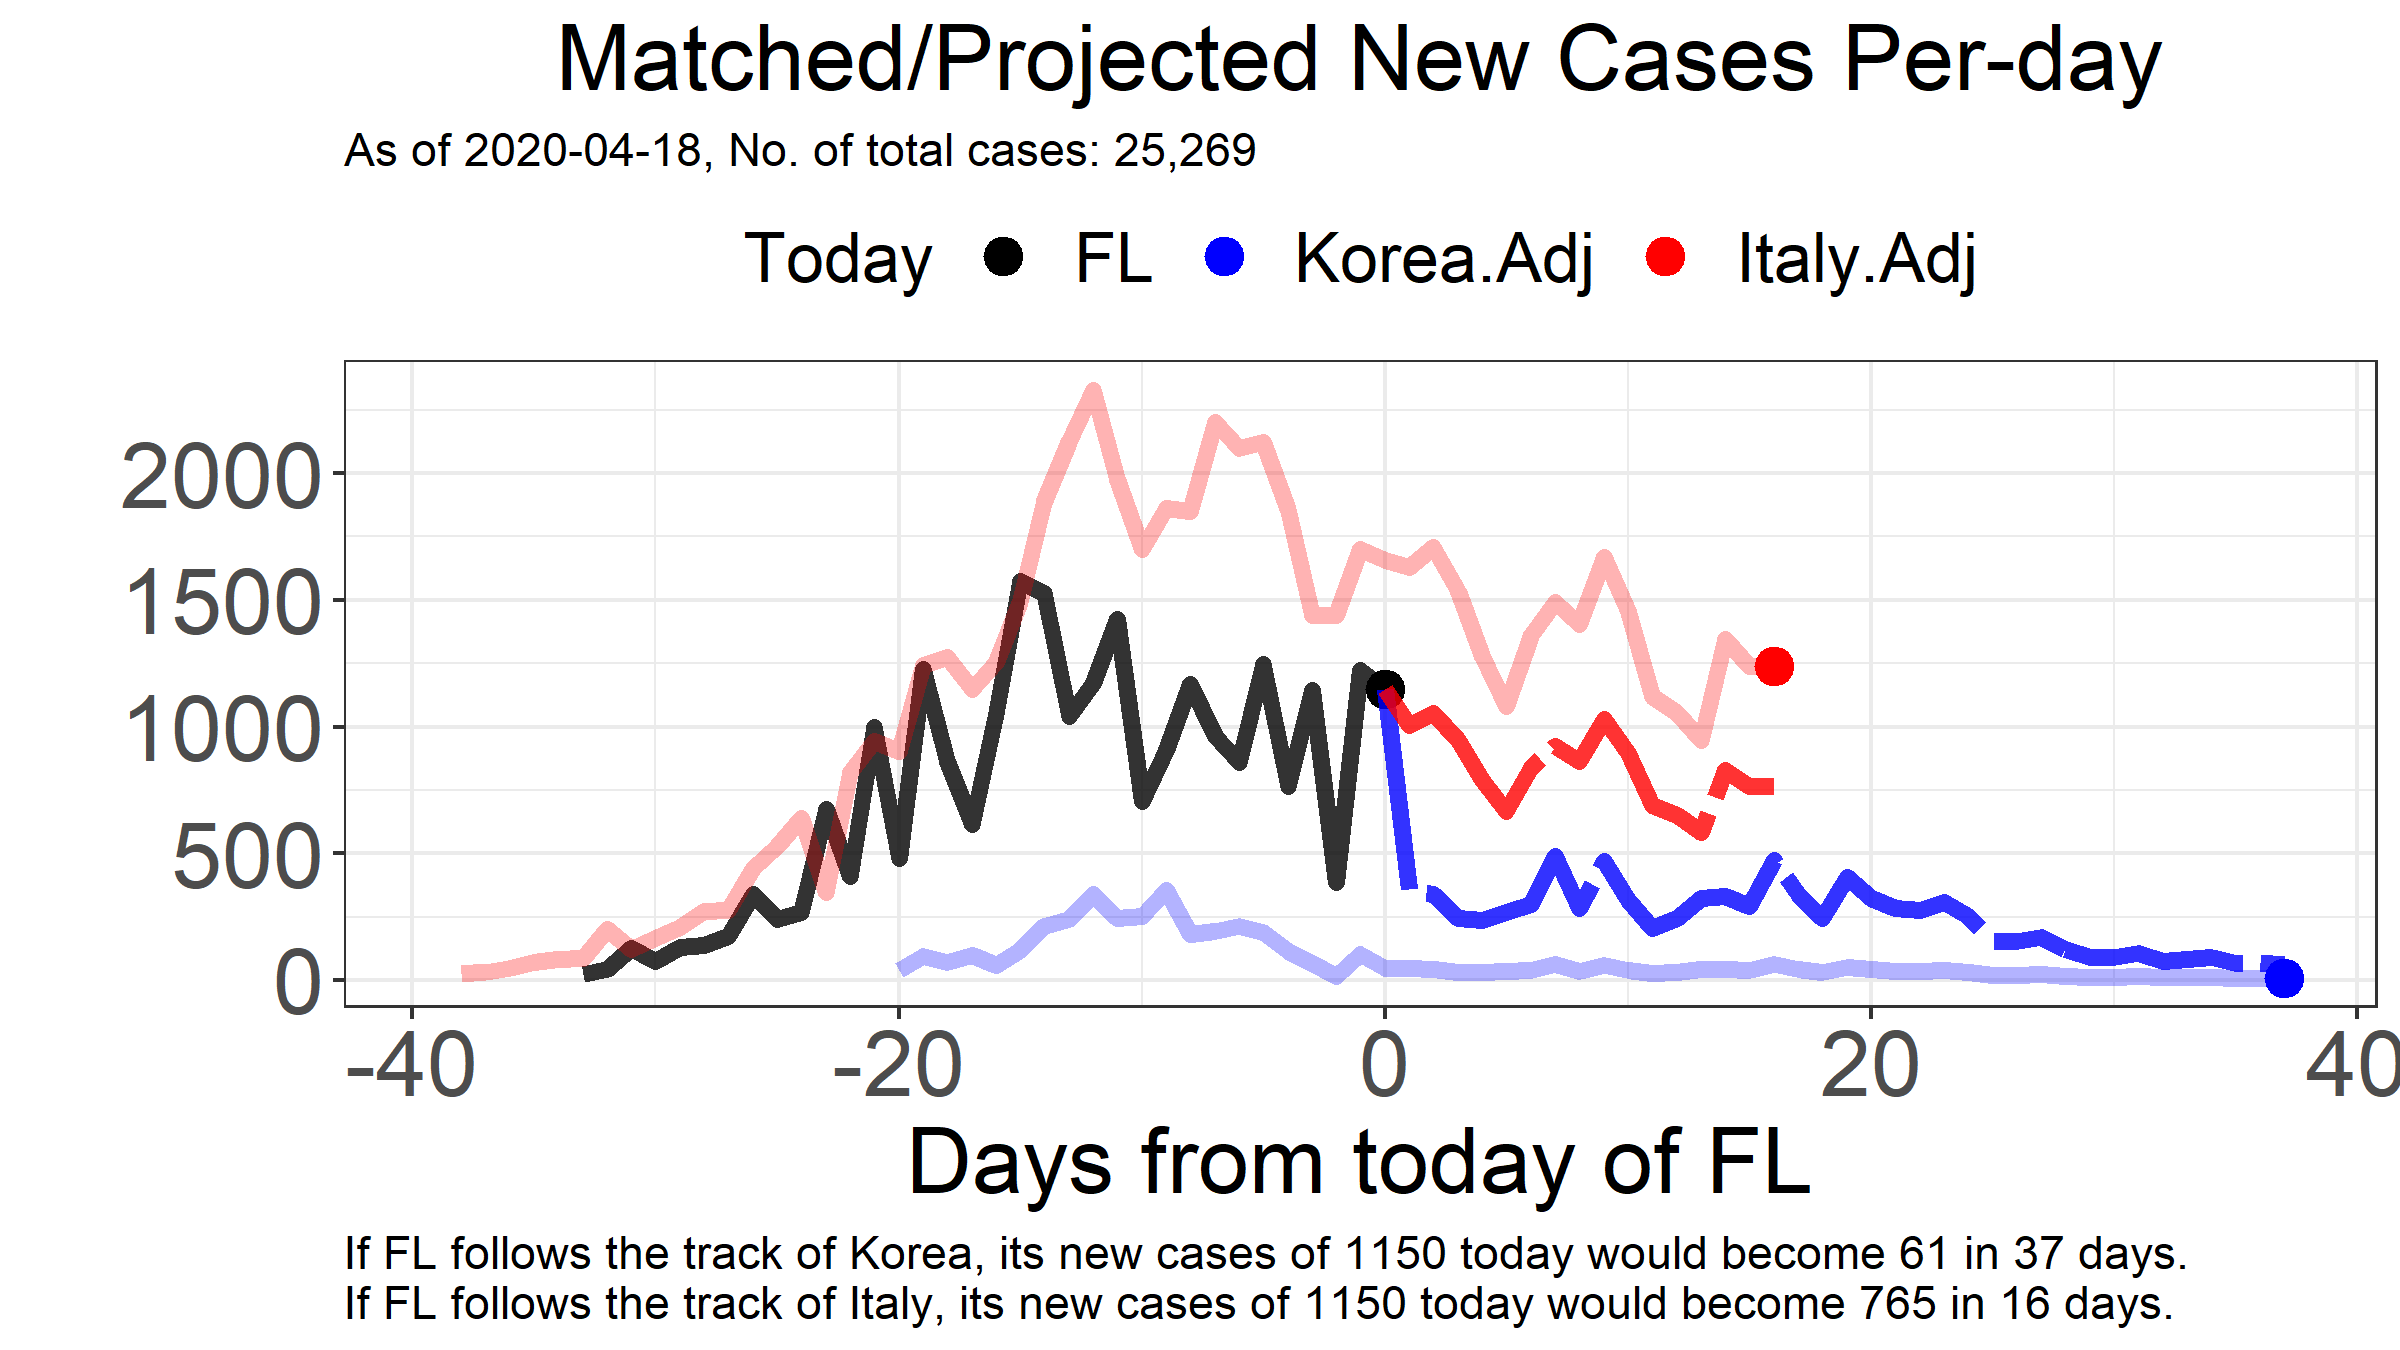 Matched/Projected New Cases Per-day
As of 2020-04-18, No. of total cases: 25,269
Today FL Korea.Adj Italy.Adj
2000
1500
1000
500
0
-40 -20 0 20 40
Days from today of FL
If FL follows the track of Korea, its new cases of 1150 today would become 61 in 37 days.
If FL follows the track of Italy, its new cases of 1150 today would become 765 in 16 days.